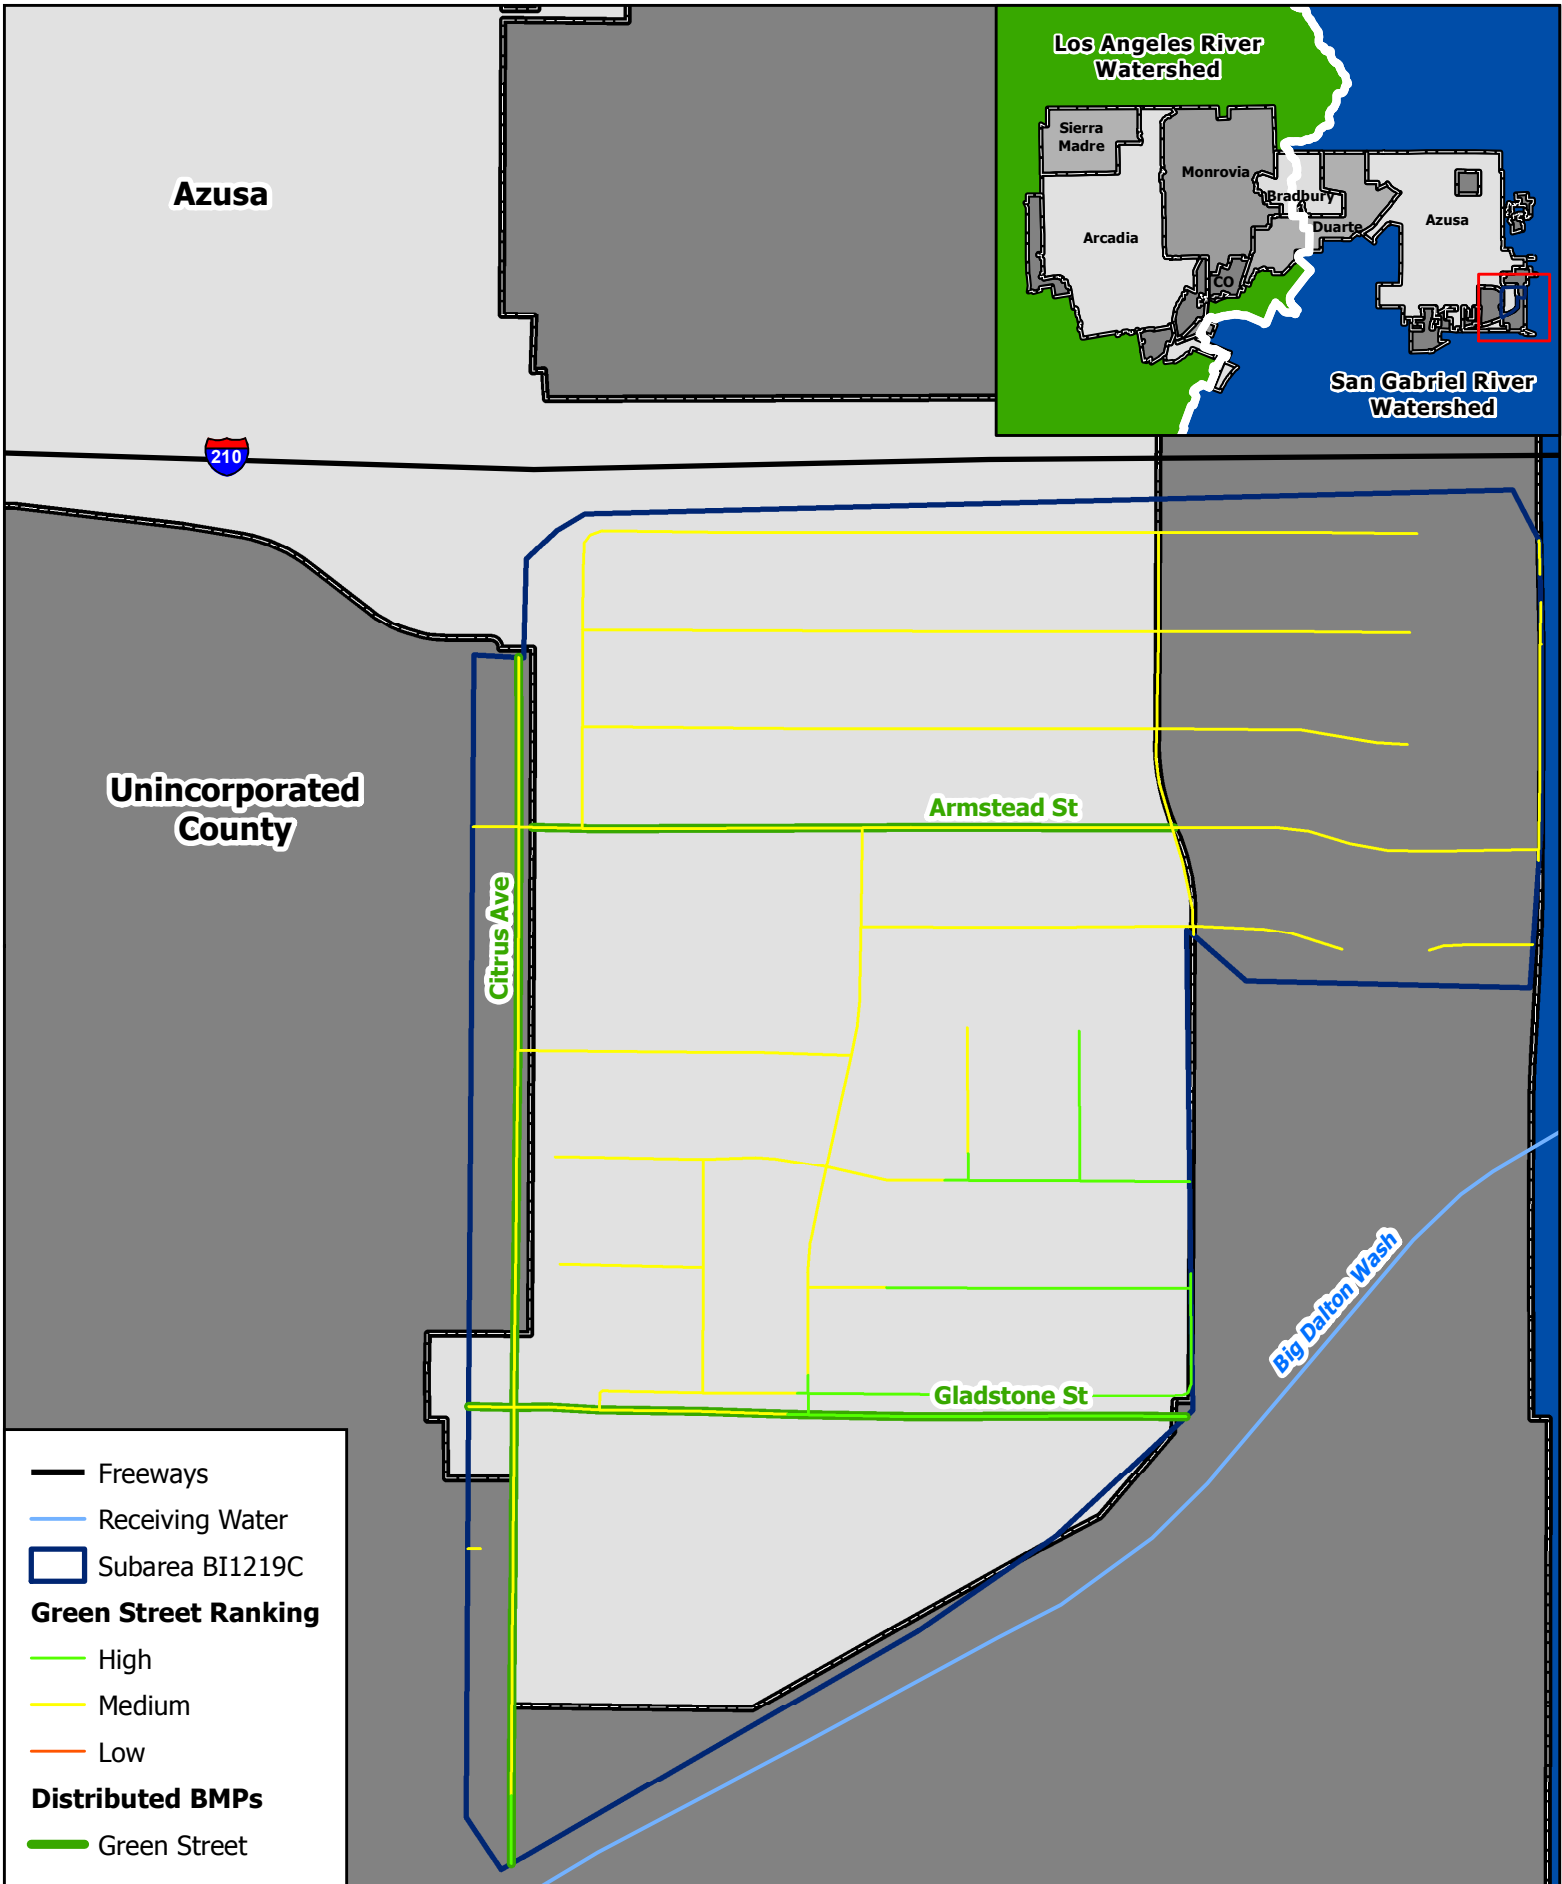 Los Angeles River
Watershed
Sierra
Madre
Monrovia
Bradbury
Duarte
Azusa
Arcadia
CO
San Gabriel River
Watershed
Azusa
210
Unincorporated
County
Armstead St
Citrus Ave
Big Dalton Wash
Gladstone St
Freeways
Receiving Water
Subarea BI1219C
Green Street Ranking
High
Medium
Low
Distributed BMPs
Green Street